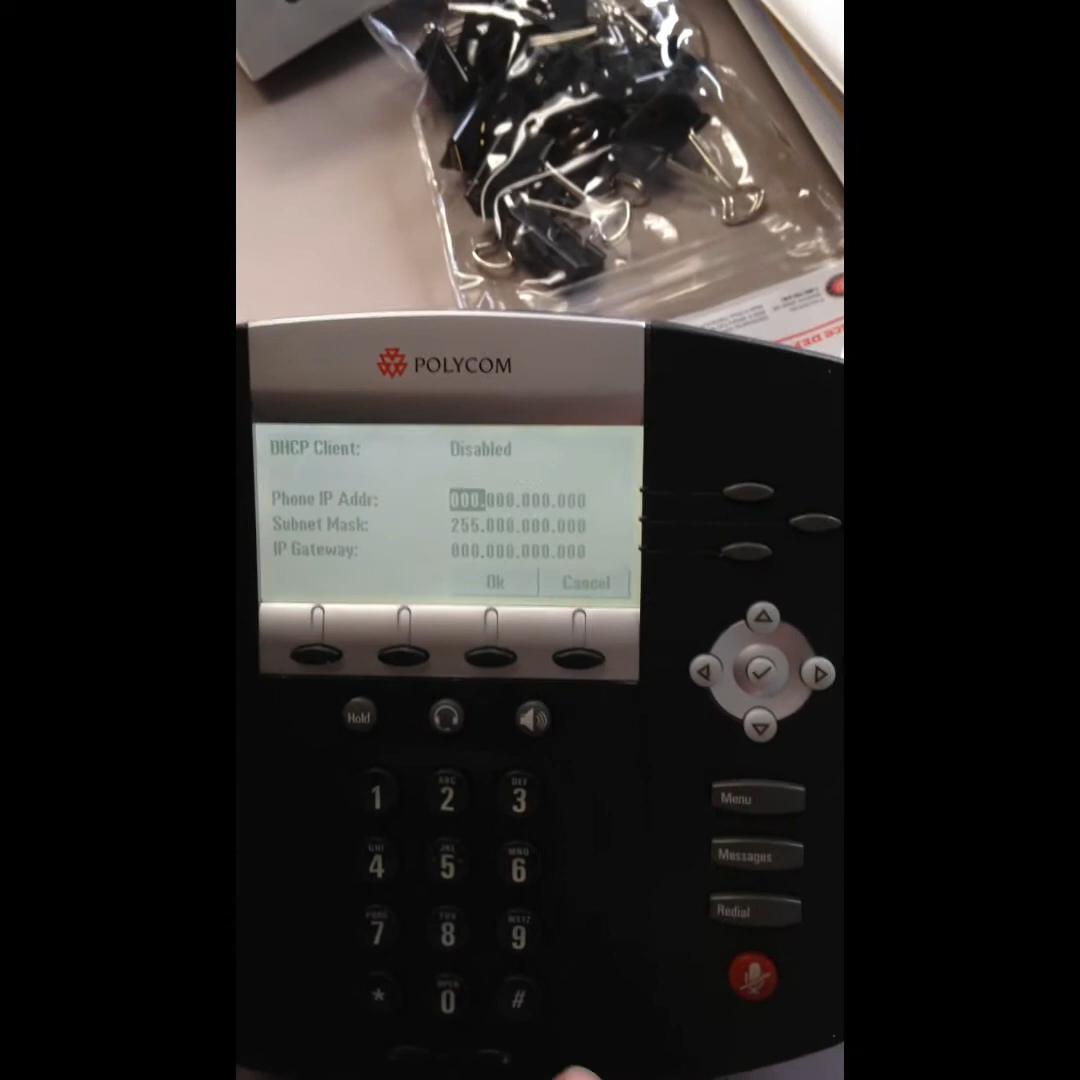 POLYCOM
DHCP Client: Disabled
Phone IP Addr: 000.000.000.000
Subnet Mask: 255.000.000.000
IP Gateway: 000.000.000.000
Ok Cancel
Hold
1 ABC 2 DEF 3
GHI 4 JKL 5 MNO 6
PQRS 7 TUV 8 WXYZ 9
* OPER 0 #
Menu
Messages
Redial